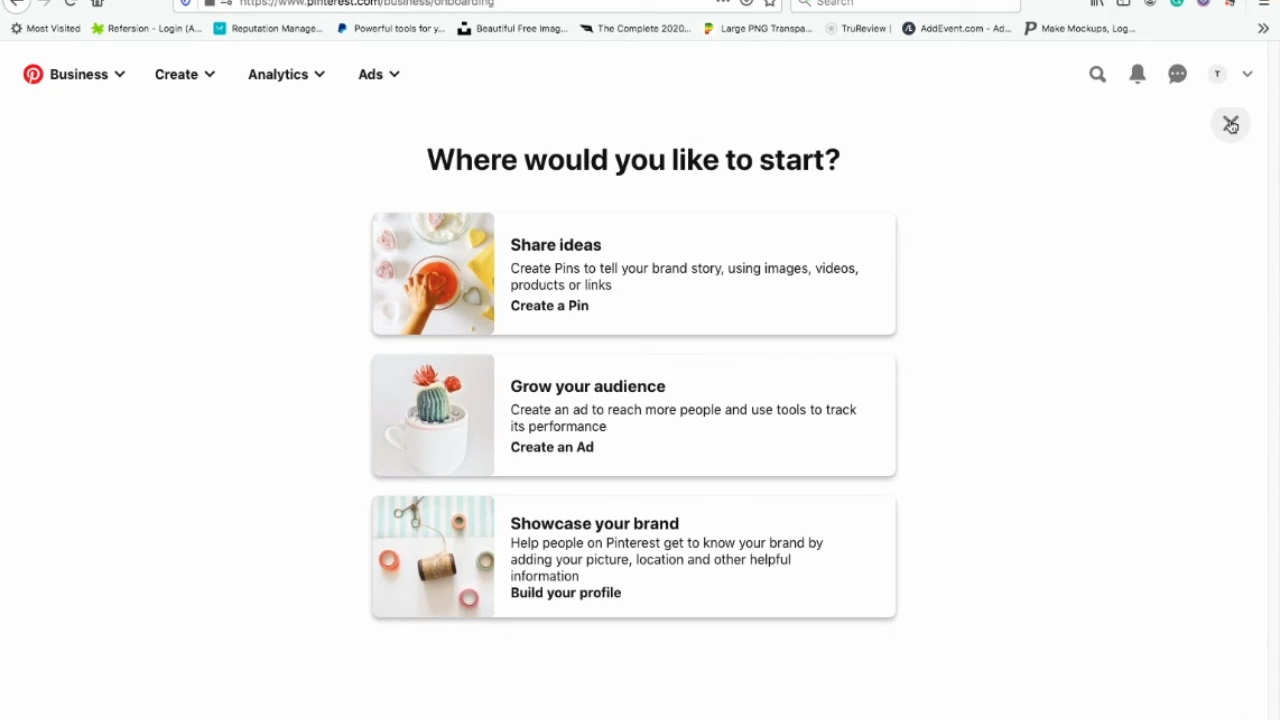 https://www.pinterest.com/business/onboarding
Search
Most Visited
Refersion - Login (A...
Reputation Manage...
Powerful tools for y...
Beautiful Free Imag...
The Complete 2020...
Large PNG Transpa...
TruReview |
AddEvent.com - Ad...
Make Mockups, Log...
Business
Create
Analytics
Ads
T
Where would you like to start?
Share ideas
Create Pins to tell your brand story, using images, videos,
products or links
Create a Pin
Grow your audience
Create an ad to reach more people and use tools to track
its performance
Create an Ad
Showcase your brand
Help people on Pinterest get to know your brand by
adding your picture, location and other helpful
information
Build your profile